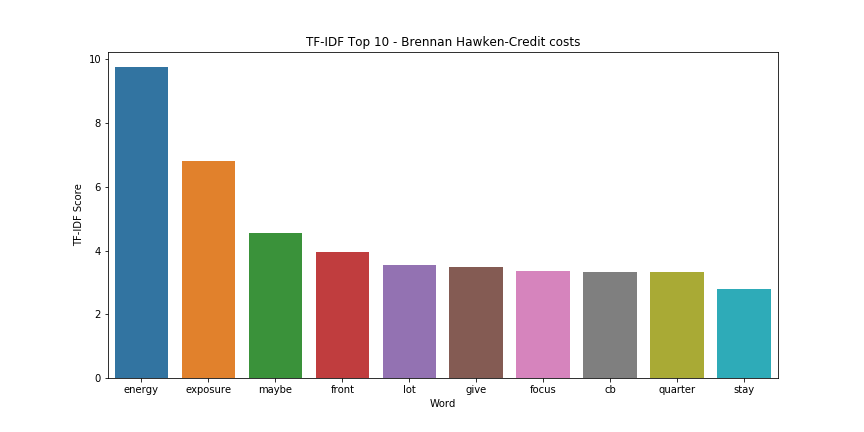 TF-IDF Top 10 - Brennan Hawken-Credit costs
10
8
6
4
2
0
TF-IDF Score
energy exposure maybe front lot give focus cb quarter stay
Word